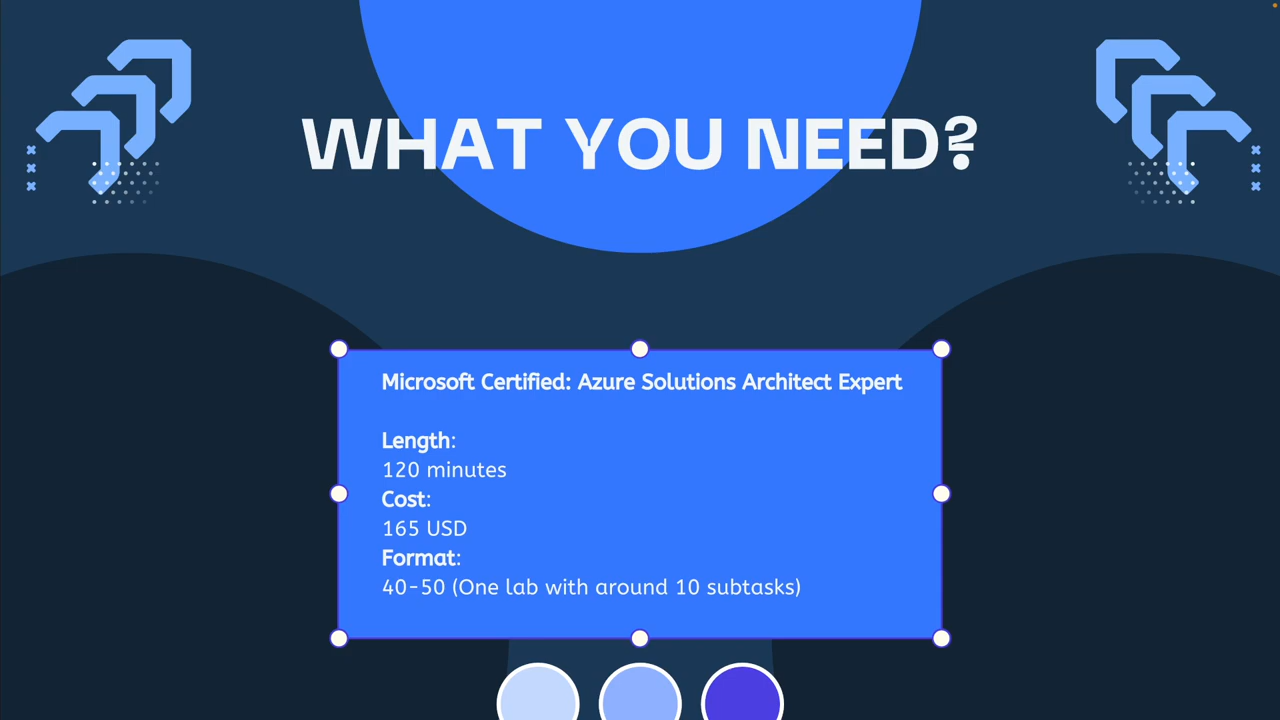 WHAT YOU NEED?
Microsoft Certified: Azure Solutions Architect Expert
Length:
120 minutes
Cost:
165 USD
Format:
40-50 (One lab with around 10 subtasks)